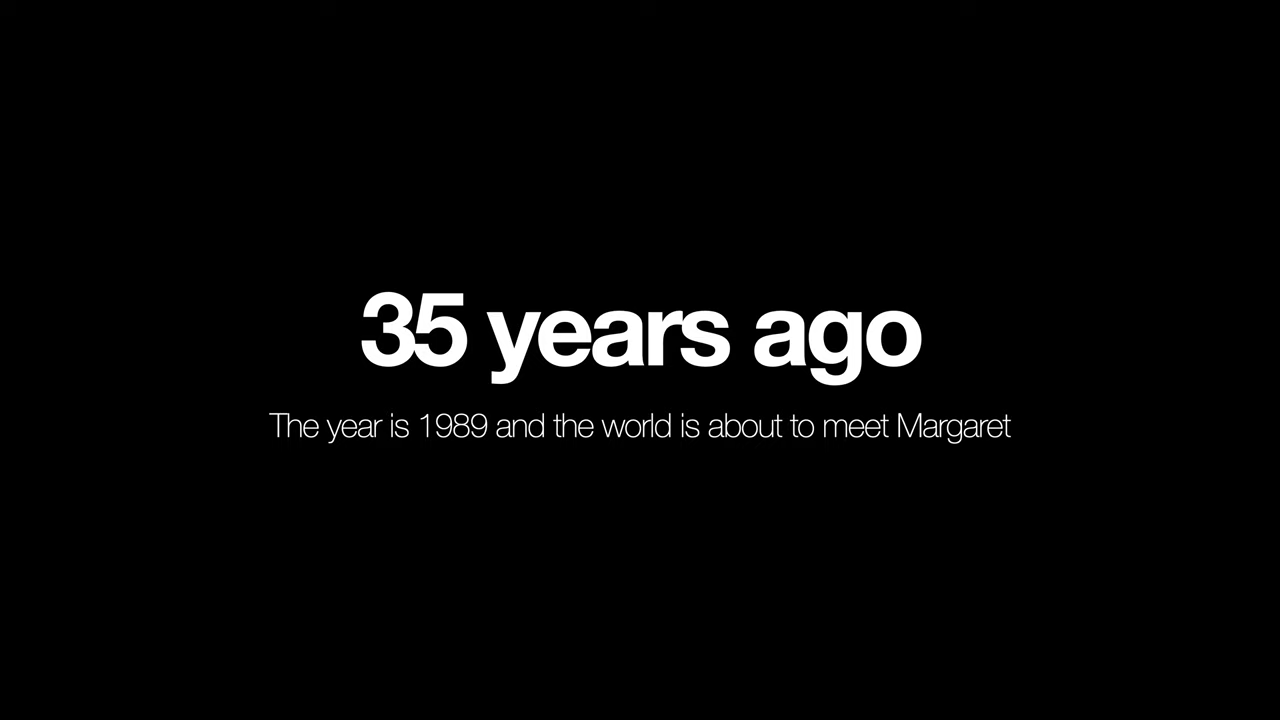 35 years ago
The year is 1989 and the world is about to meet Margaret